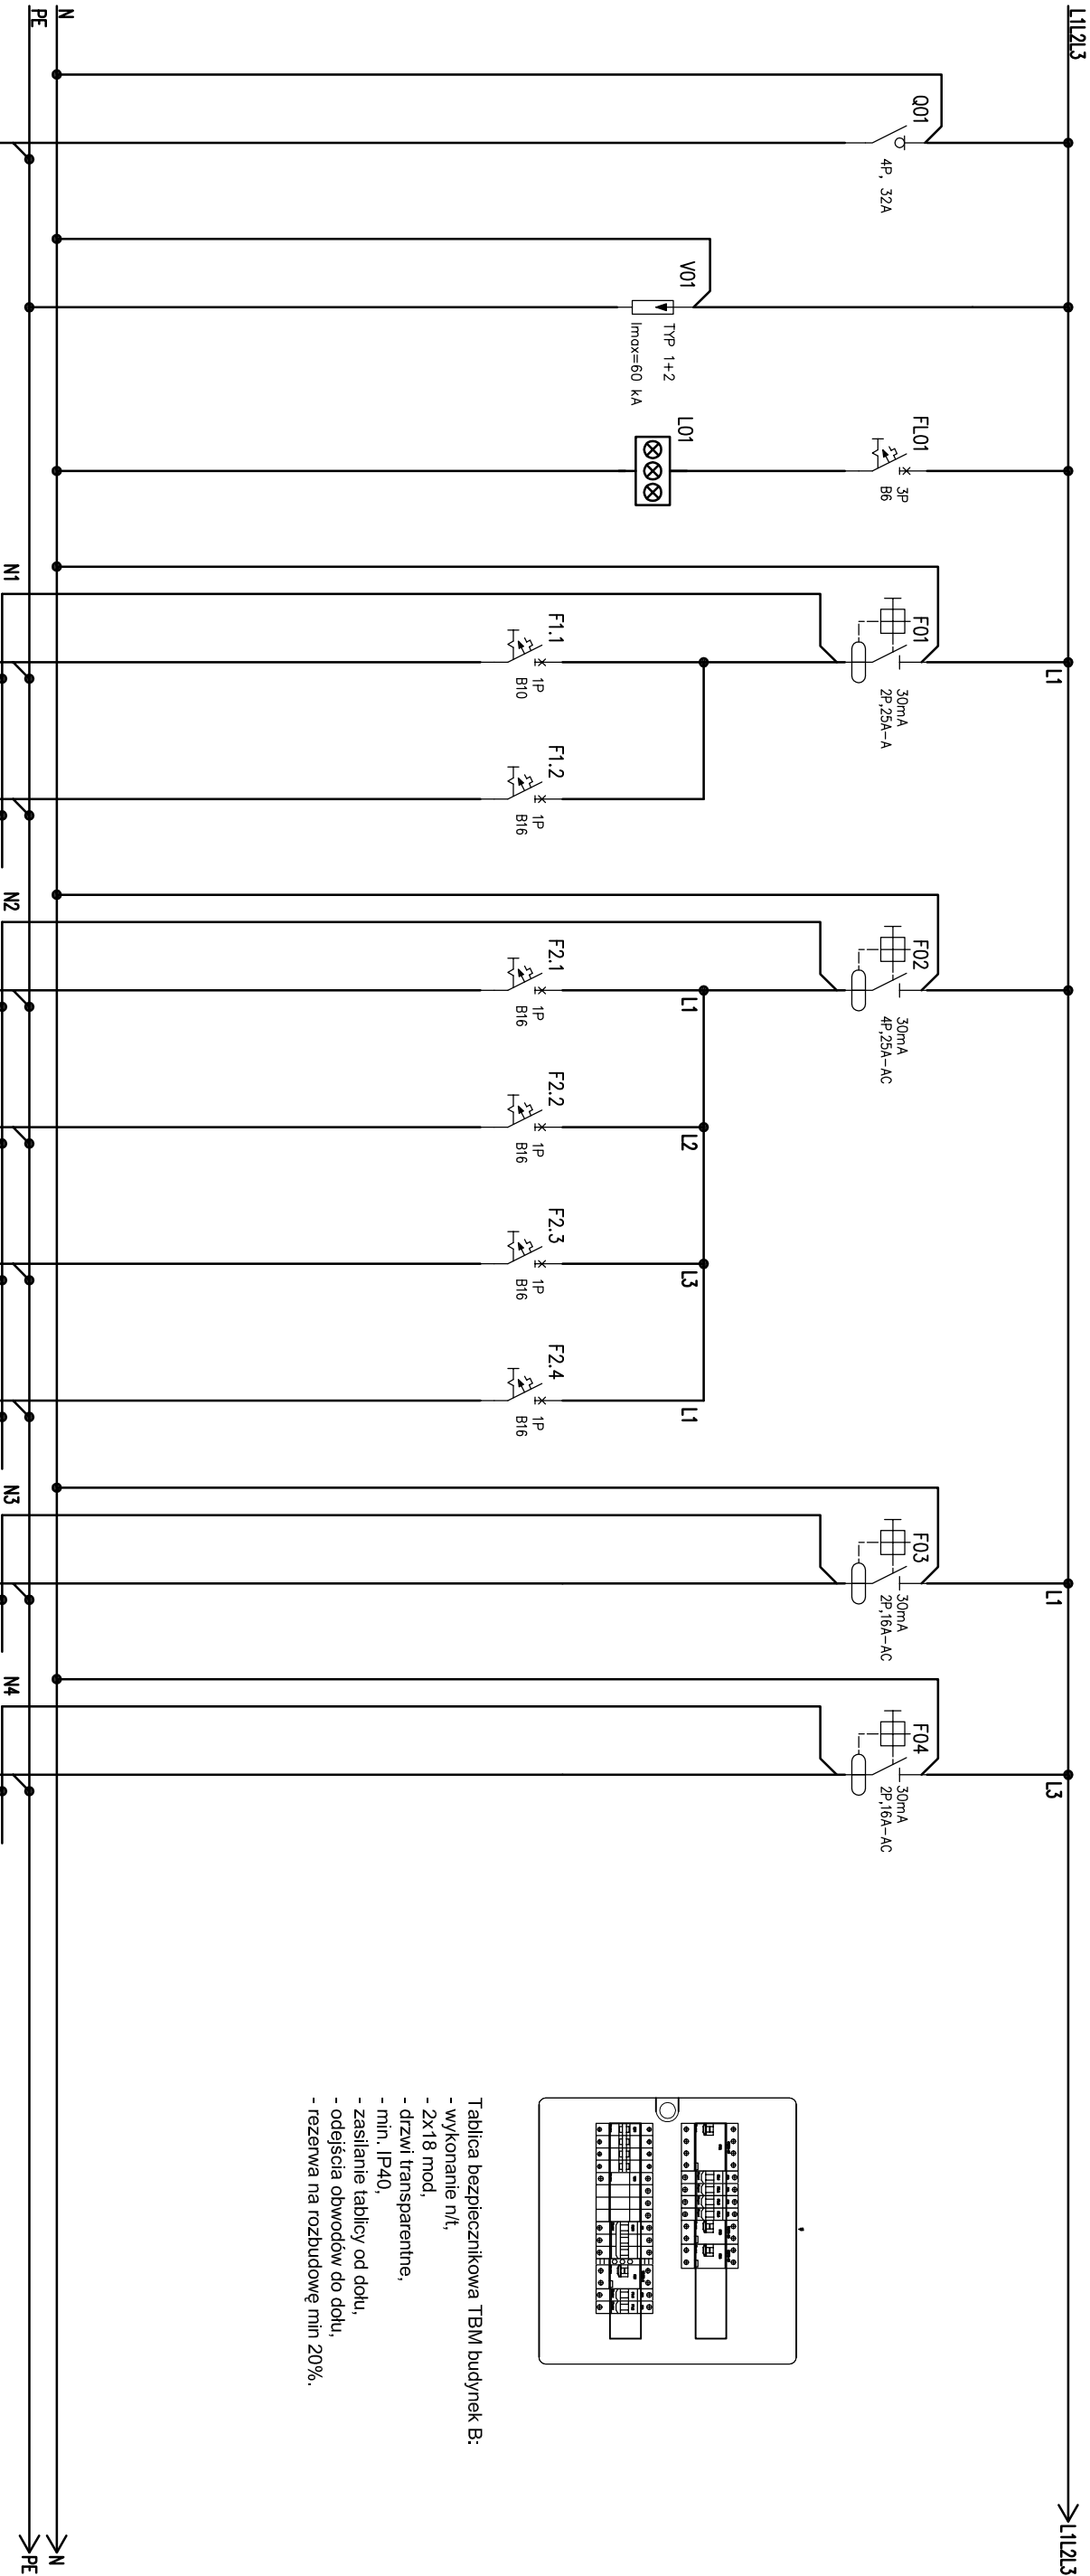 L1L2L3
L1L2L3
N
PE
N
PE
Q01
4P, 32A
V01
TYP 1+2
Imax=60 kA
FL01
3P
B6
L01
F01
30mA
2P,25A-A
L1
N1
F1.1
1P
B10
F1.2
1P
B16
F02
30mA
4P,25A-AC
N2
F2.1
1P
B16
L1
F2.2
1P
B16
L2
F2.3
1P
B16
L3
F2.4
1P
B16
L1
F03
30mA
2P,16A-AC
L1
N3
F04
30mA
2P,16A-AC
L3
N4
Tablica bezpiecznikowa TBM budynek B:
- wykonanie n/t,
- 2x18 mod,
- drzwi transparentne,
- min. IP40,
- zasilanie tablicy od dołu,
- odejścia obwodów do dołu,
- rezerwa na rozbudowę min 20%.